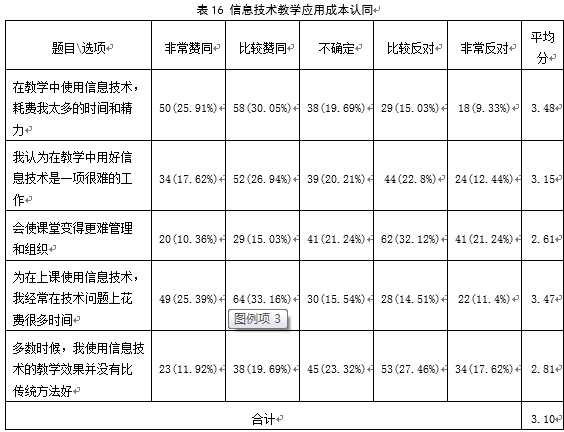 表 16 信息技术教学应用成本认同
题目\选项 非常赞同 比较赞同 不确定 比较反对 非常反对 平均
分
在教学中使用信息技术，
耗费我太多的时间和精
力
50(25.91%) 58(30.05%) 38(19.69%) 29(15.03%) 18(9.33%) 3.48
我认为在教学中用好信
息技术是一项很难的工
作
34(17.62%) 52(26.94%) 39(20.21%) 44(22.8%) 24(12.44%) 3.15
会使课堂变得更难管理
和组织
20(10.36%) 29(15.03%) 41(21.24%) 62(32.12%) 41(21.24%) 2.61
为在上课使用信息技术，
我经常在技术问题上花
费很多时间
49(25.39%) 64(33.16%) 30(15.54%) 28(14.51%) 22(11.4%) 3.47
图例项 3
多数时候，我使用信息技
术的教学效果并没有比
传统方法好
23(11.92%) 38(19.69%) 45(23.32%) 53(27.46%) 34(17.62%) 2.81
合计 3.10